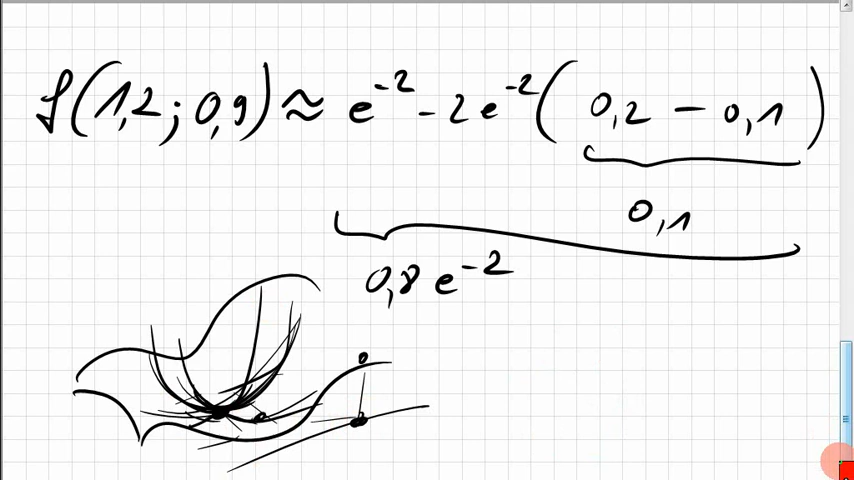 f(1,2 ; 0,9) ≈ e⁻² - 2e⁻² (0,2 - 0,1)
0,1
0,8 e⁻²